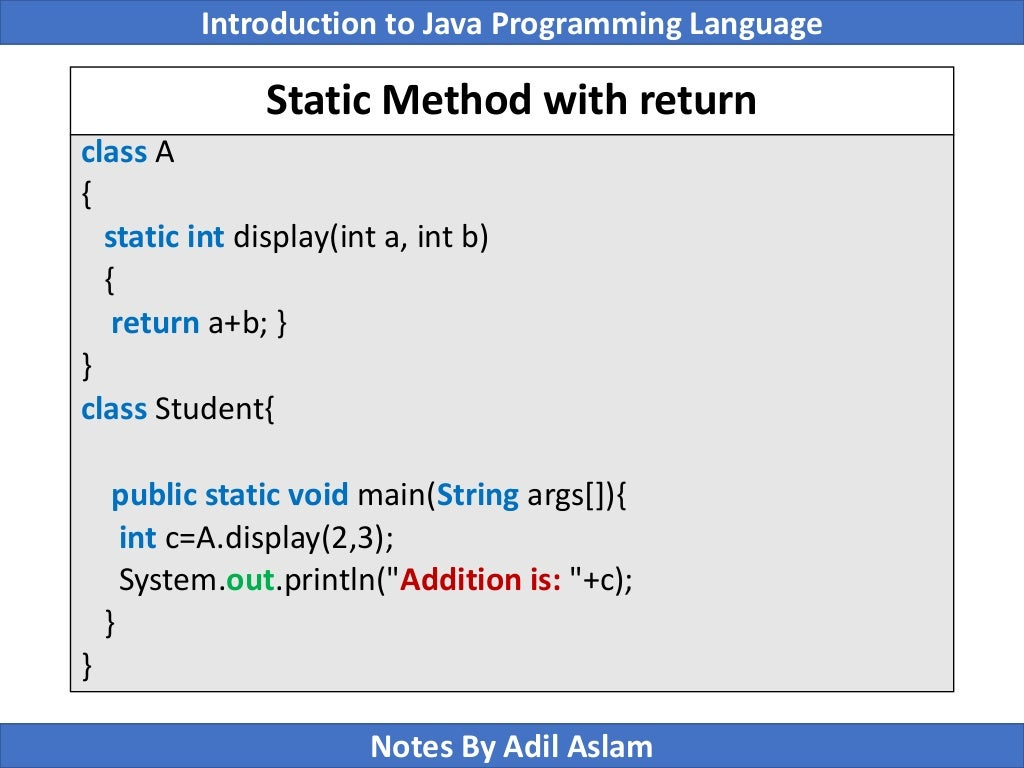 Introduction to Java Programming Language
Static Method with return
class A
{
static int display(int a, int b)
{
return a+b; }
}
class Student{
public static void main(String args[]){
int c=A.display(2,3);
System.out.println("Addition is: "+c);
}
}
Notes By Adil Aslam